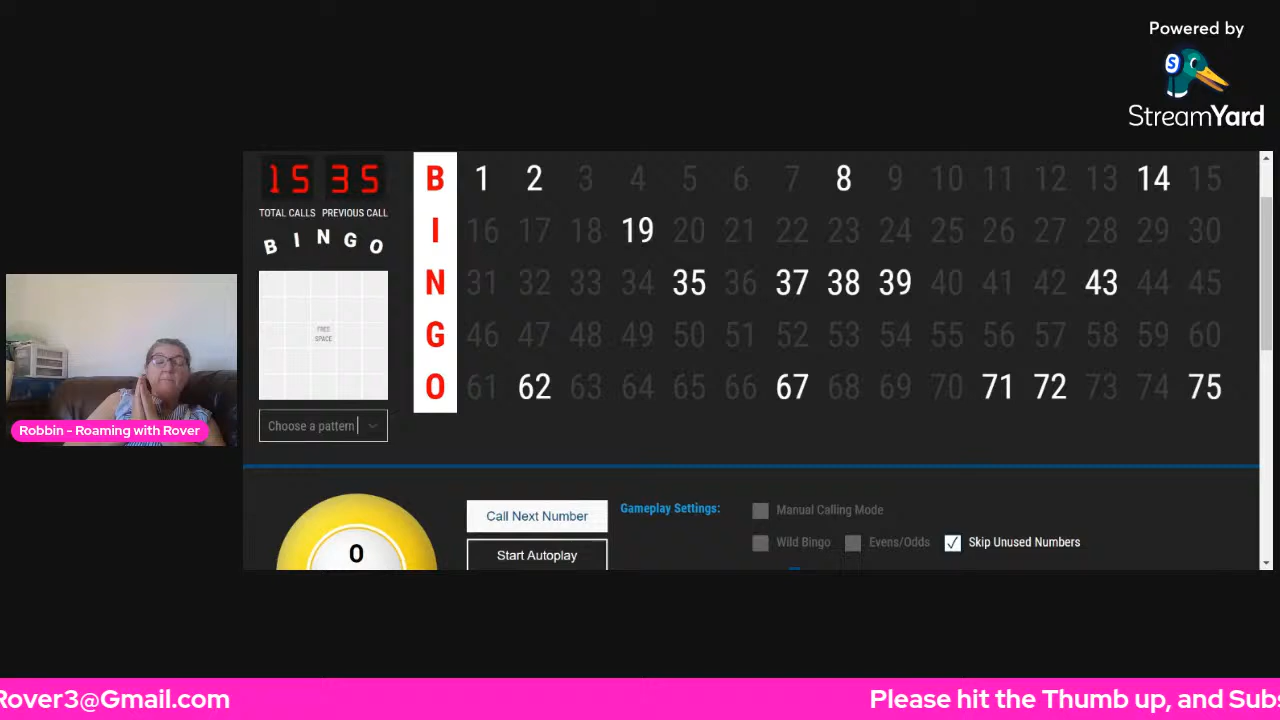 Powered by
S
StreamYard
15 35
TOTAL CALLS PREVIOUS CALL
BINGO
FREE
SPACE
Choose a pattern
B 1 2 3 4 5 6 7 8 9 10 11 12 13 14 15
I 16 17 18 19 20 21 22 23 24 25 26 27 28 29 30
N 31 32 33 34 35 36 37 38 39 40 41 42 43 44 45
G 46 47 48 49 50 51 52 53 54 55 56 57 58 59 60
O 61 62 63 64 65 66 67 68 69 70 71 72 73 74 75
Robbin - Roaming with Rover
0
Call Next Number
Start Autoplay
Gameplay Settings:
Manual Calling Mode
Wild Bingo Evens/Odds Skip Unused Numbers
Rover3@Gmail.com Please hit the Thumb up, and Subs